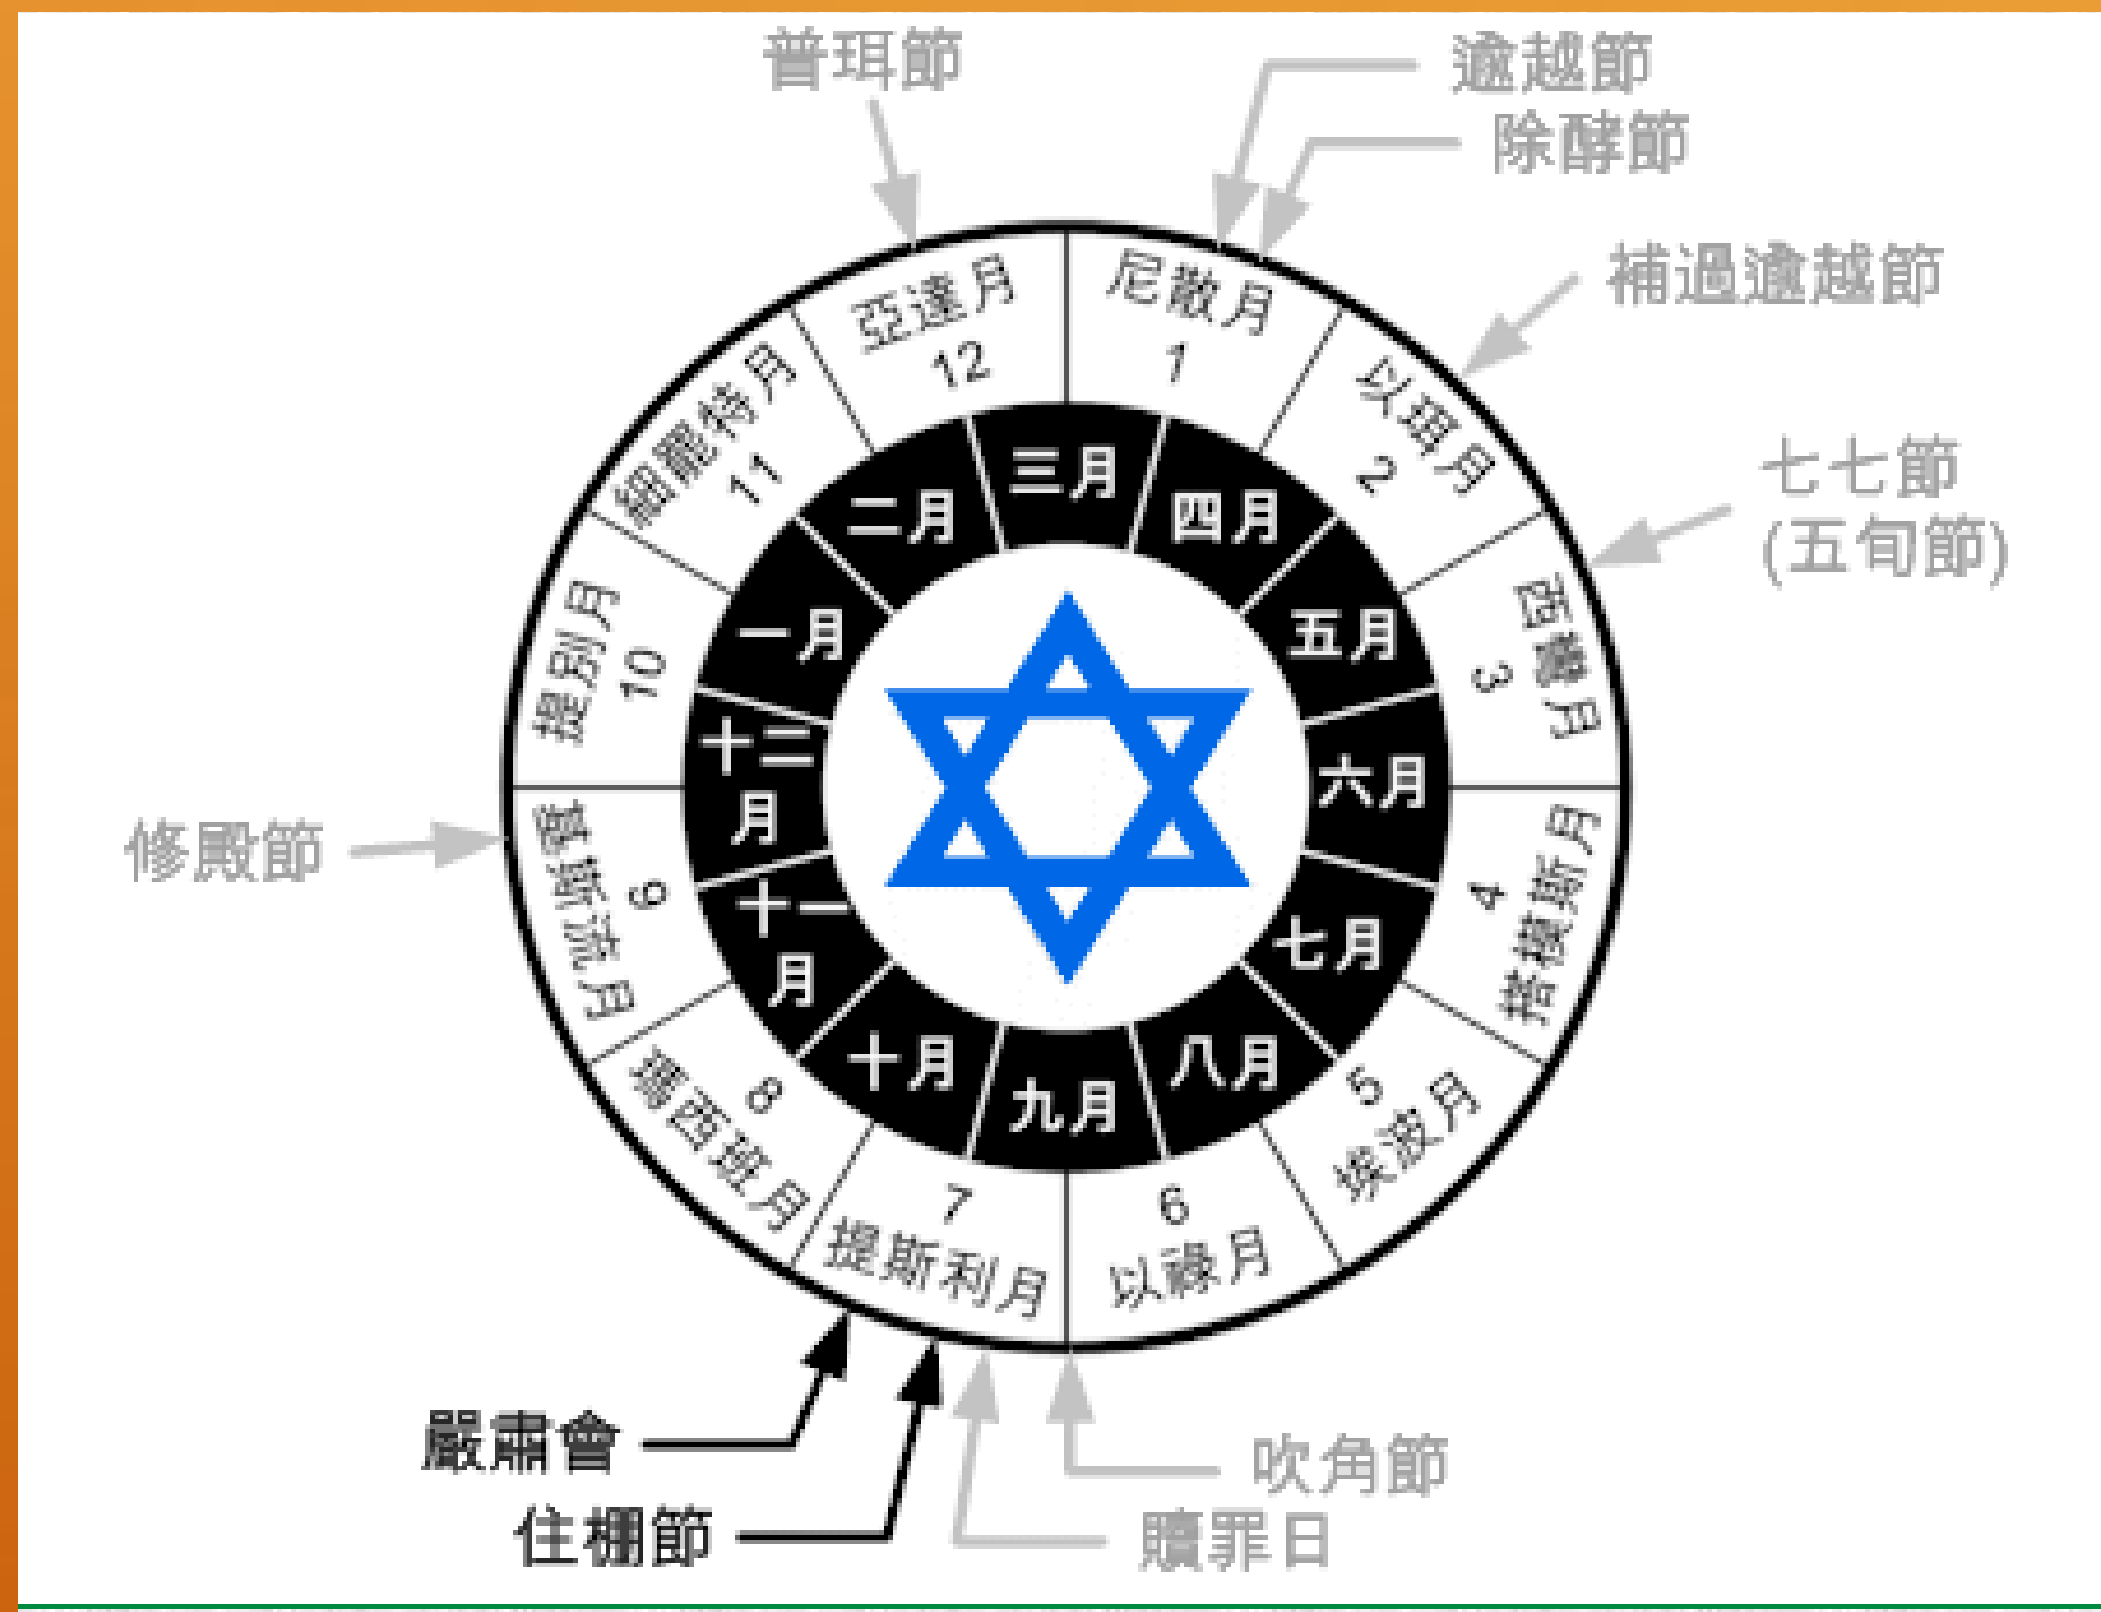 普珥節
逾越節
除酵節
補過逾越節
七七節
(五旬節)
尼散月
1
以珥月
2
西彎月
3
搭模斯月
4
埃波月
5
以祿月
6
提斯利月
7
瑪西班月
8
月
9
提別月
10
細罷特月
11
亞達月
12
三月
四月
五月
六月
七月
八月
九月
十月
十一
月
十二
月
一月
二月
修殿節
嚴肅會
住棚節
吹角節
贖罪日